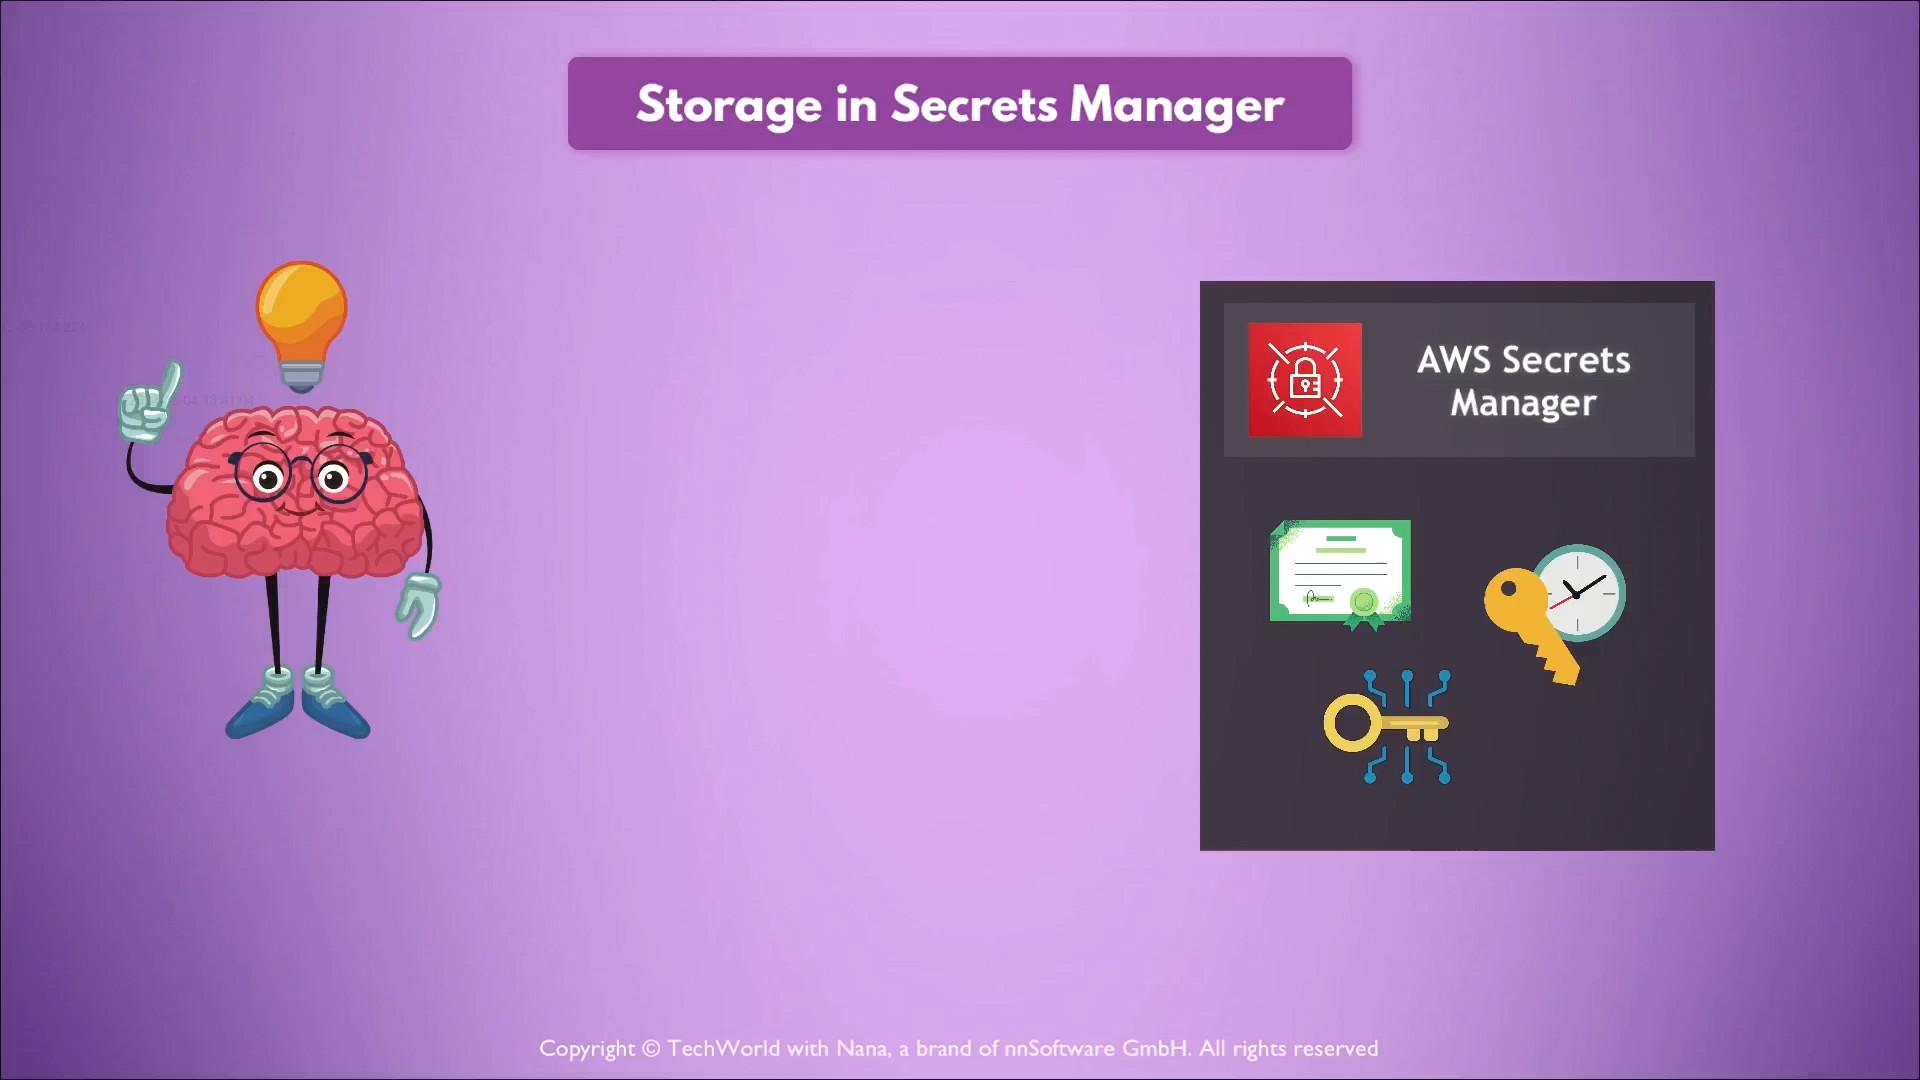 Storage in Secrets Manager
AWS Secrets
Manager
Copyright © TechWorld with Nana, a brand of nnSoftware GmbH. All rights reserved